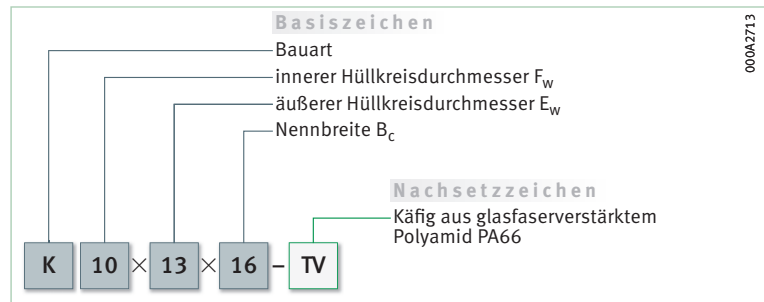 Basiszeichen
Bauart
innerer Hüllkreisdurchmesser Fw
äußerer Hüllkreisdurchmesser Ew
Nennbreite Bc
Nachsetzzeichen
Käfig aus glasfaserverstärktem
Polyamid PA66
K 10 × 13 × 16 – TV
000A2713